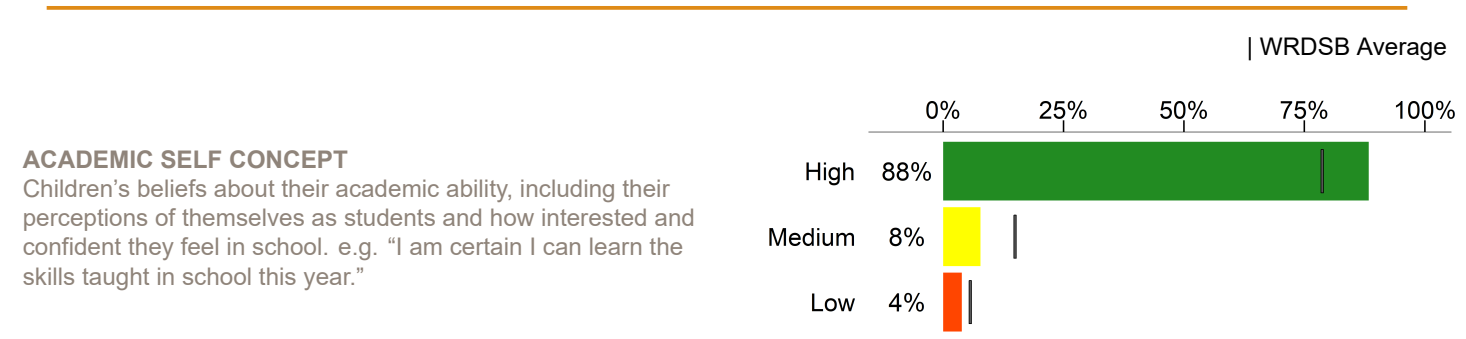 | WRDSB Average
0% 25% 50% 75% 100%
ACADEMIC SELF CONCEPT
Children’s beliefs about their academic ability, including their
perceptions of themselves as students and how interested and
confident they feel in school. e.g. “I am certain I can learn the
skills taught in school this year.”
High 88%
Medium 8%
Low 4%